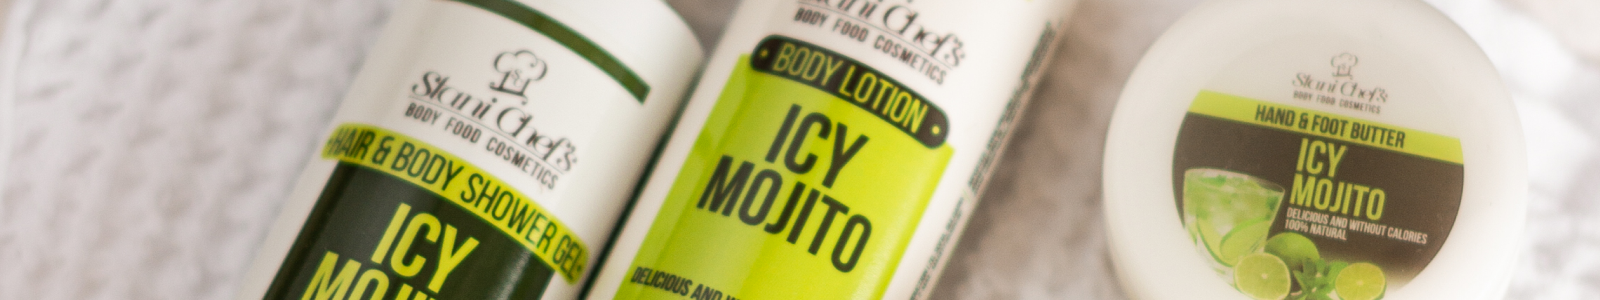 Stani Chef's
BODY FOOD COSMETICS
HAIR & BODY SHOWER GEL
ICY
Stani Chef's
BODY FOOD COSMETICS
BODY LOTION
ICY
MOJITO
DELICIOUS AND
Stani Chef's
BODY FOOD COSMETICS
HAND & FOOT BUTTER
ICY
MOJITO
DELICIOUS AND WITHOUT CALORIES
100% NATURAL